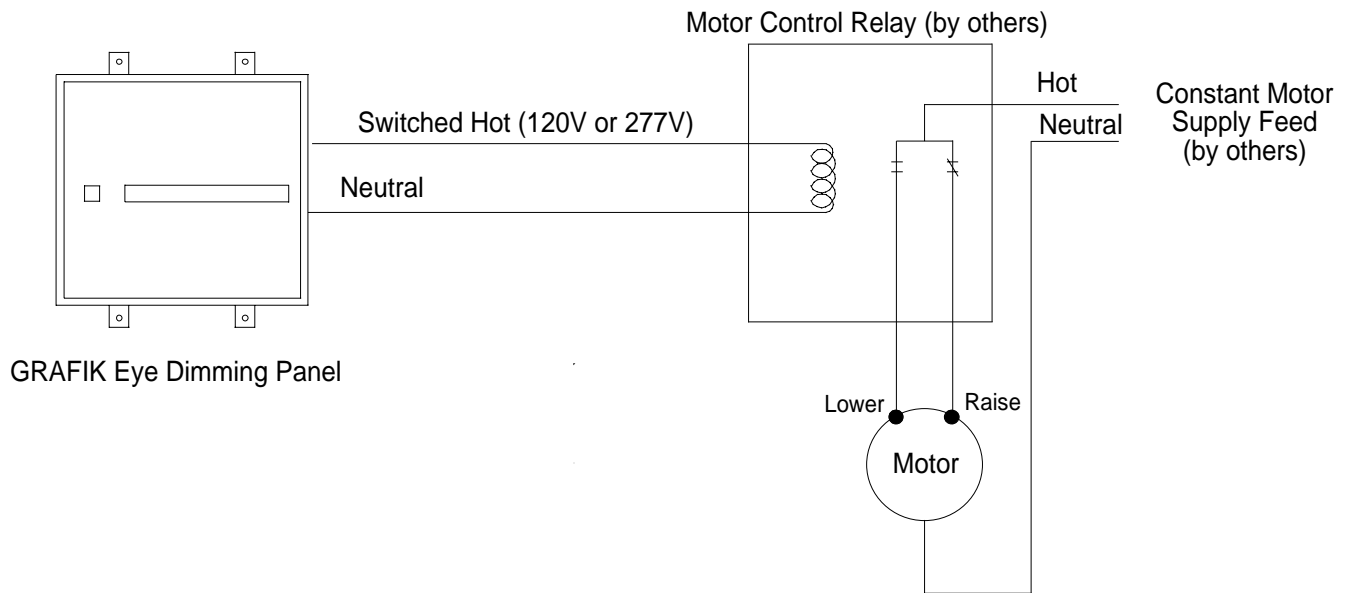 Motor Control Relay (by others)
Hot
Constant Motor
Supply Feed
(by others)
Neutral
Switched Hot (120V or 277V)
Neutral
GRAFIK Eye Dimming Panel
Lower
Raise
Motor